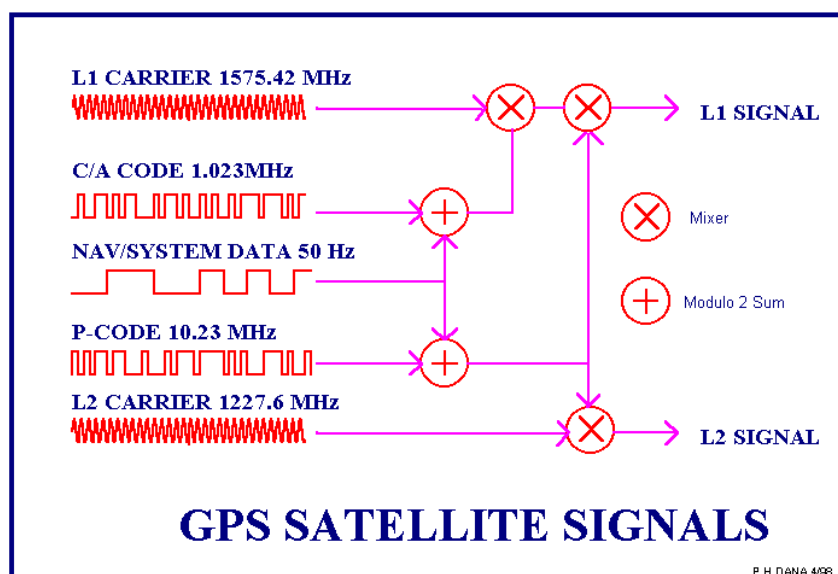 L1 CARRIER 1575.42 MHz
L1 SIGNAL
C/A CODE 1.023MHz
Mixer
NAV/SYSTEM DATA 50 Hz
Modulo 2 Sum
P-CODE 10.23 MHz
L2 CARRIER 1227.6 MHz
L2 SIGNAL
GPS SATELLITE SIGNALS
P. H. DANA 4/98